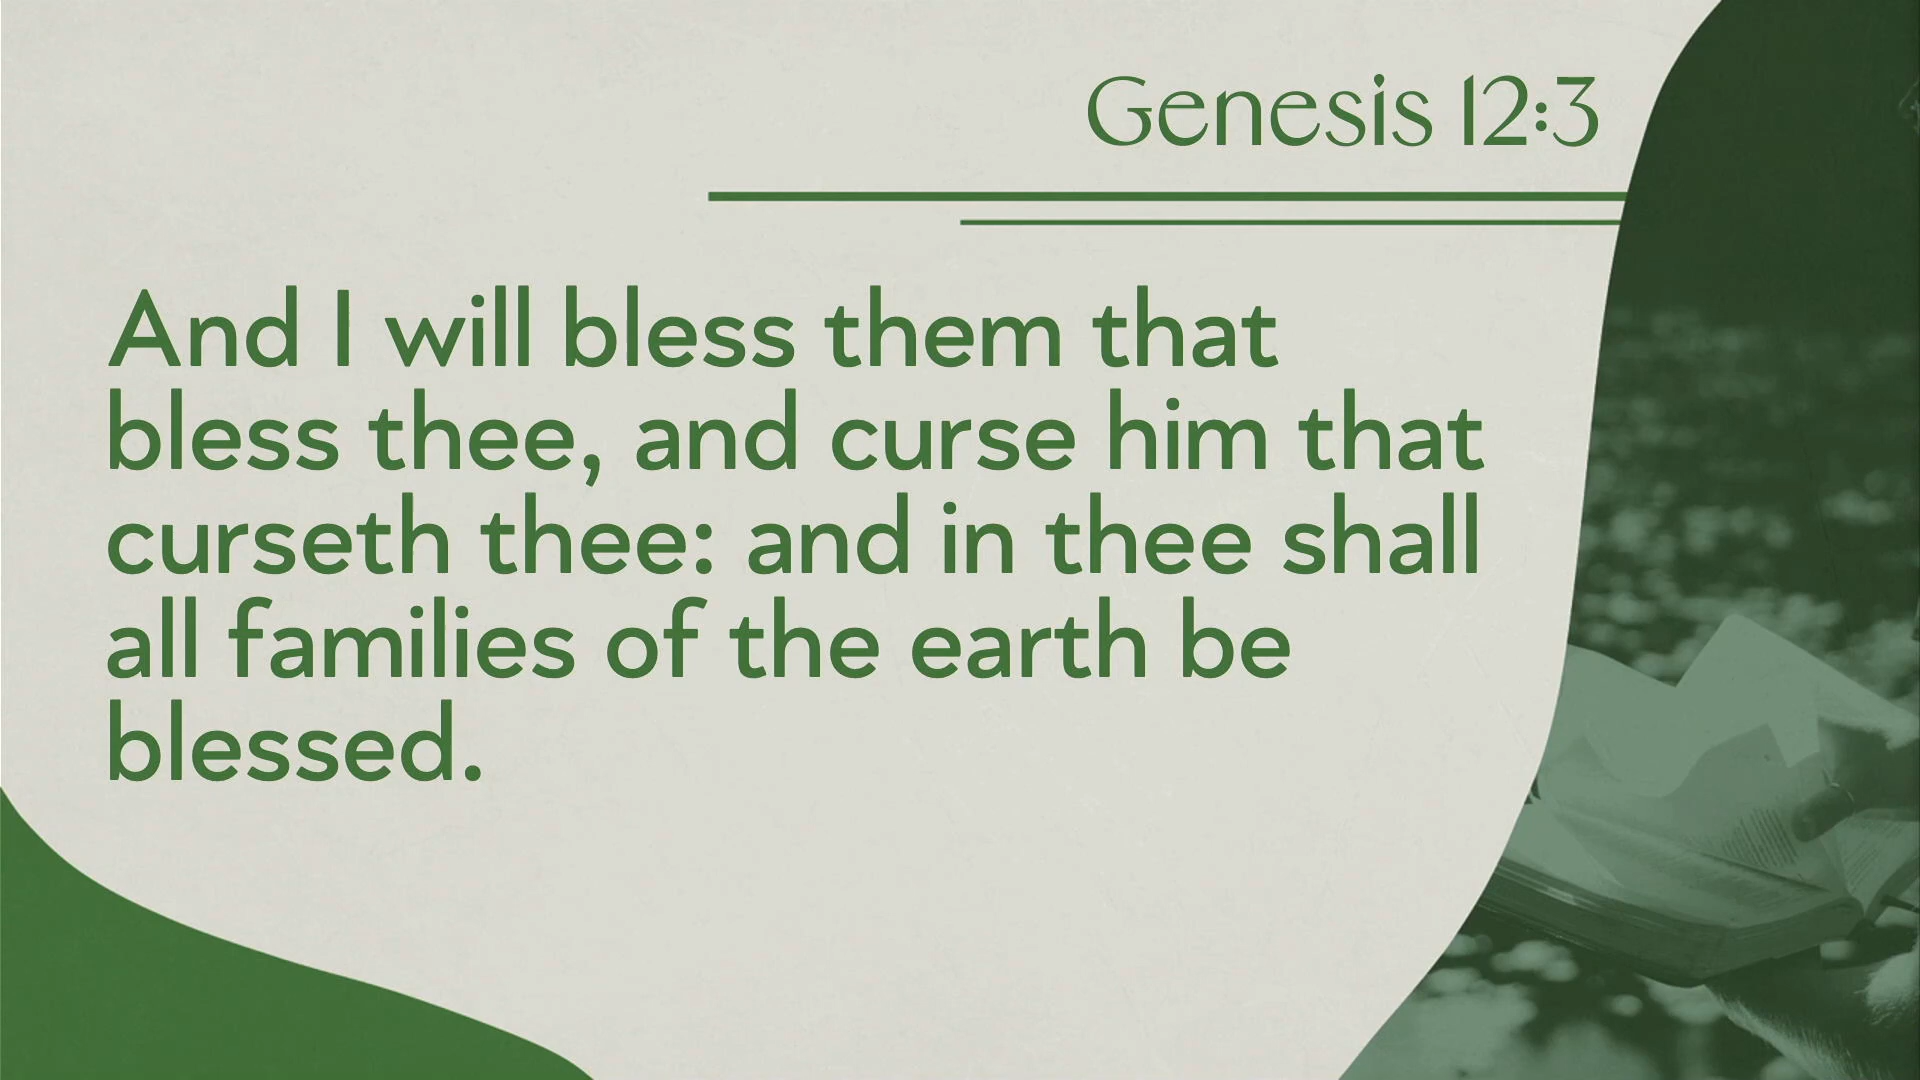 Genesis 12:3
And I will bless them that
bless thee, and curse him that
curseth thee: and in thee shall
all families of the earth be
blessed.